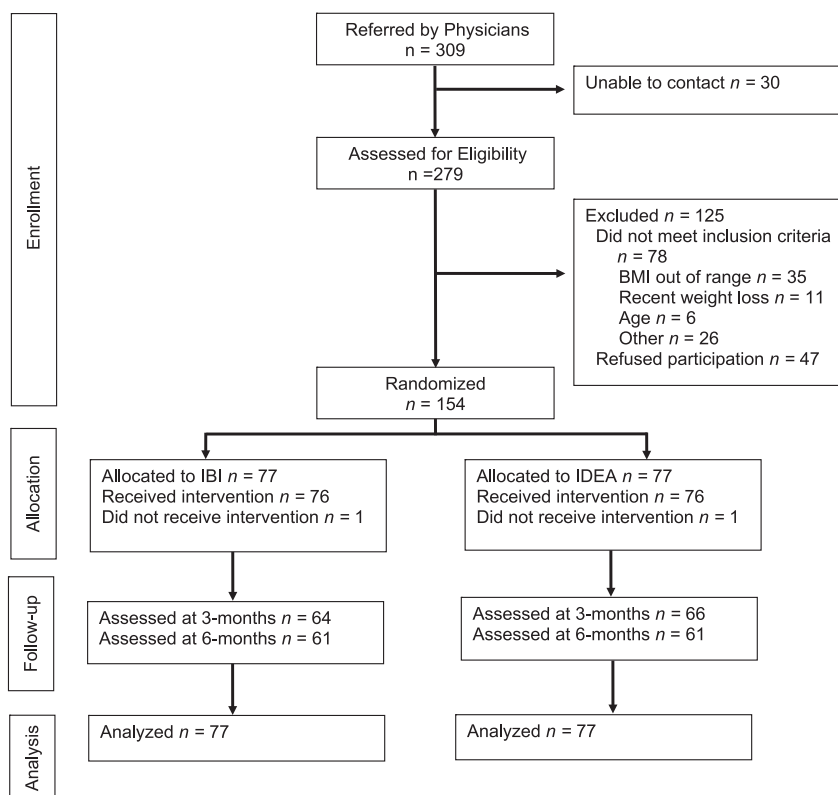 Enrollment
Referred by Physicians
n = 309
Unable to contact n = 30
Assessed for Eligibility
n =279
Excluded n = 125
Did not meet inclusion criteria
n = 78
BMI out of range n = 35
Recent weight loss n = 11
Age n = 6
Other n = 26
Refused participation n = 47
Randomized
n = 154
Allocation
Allocated to IBI n = 77
Received intervention n = 76
Did not receive intervention n = 1
Allocated to IDEA n = 77
Received intervention n = 76
Did not receive intervention n = 1
Follow-up
Assessed at 3-months n = 64
Assessed at 6-months n = 61
Assessed at 3-months n = 66
Assessed at 6-months n = 61
Analysis
Analyzed n = 77
Analyzed n = 77